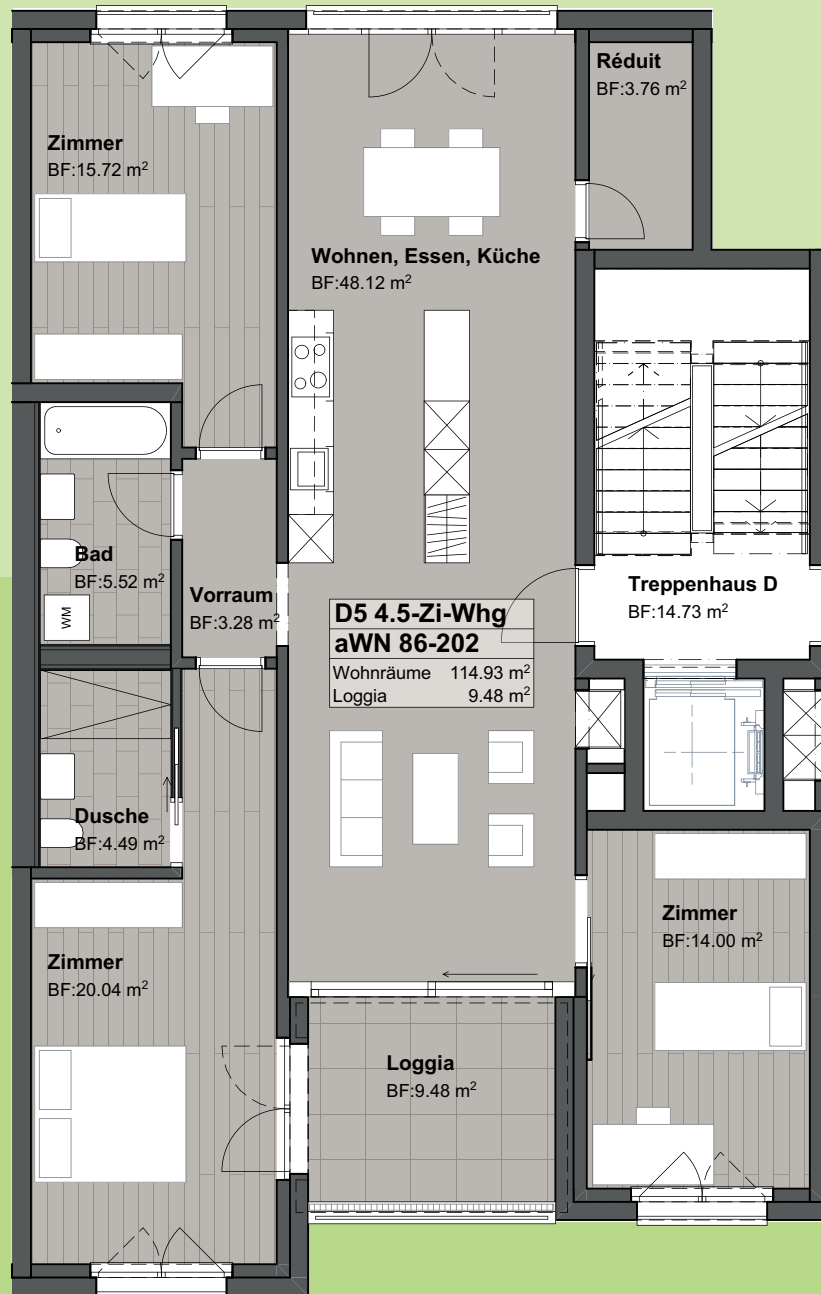 Réduit
BF:3.76 m²
Zimmer
BF:15.72 m²
Wohnen, Essen, Küche
BF:48.12 m²
Bad
BF:5.52 m²
WM
Vorraum
BF:3.28 m²
Treppenhaus D
BF:14.73 m²
D5 4.5-Zi-Whg
aWN 86-202
Wohnräume 114.93 m²
Loggia 9.48 m²
Dusche
BF:4.49 m²
Zimmer
BF:14.00 m²
Zimmer
BF:20.04 m²
Loggia
BF:9.48 m²